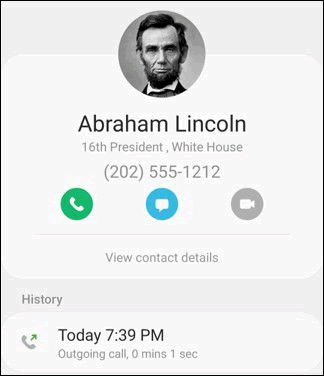 Abraham Lincoln
16th President , White House
(202) 555-1212
View contact details
History
Today 7:39 PM
Outgoing call, 0 mins 1 sec